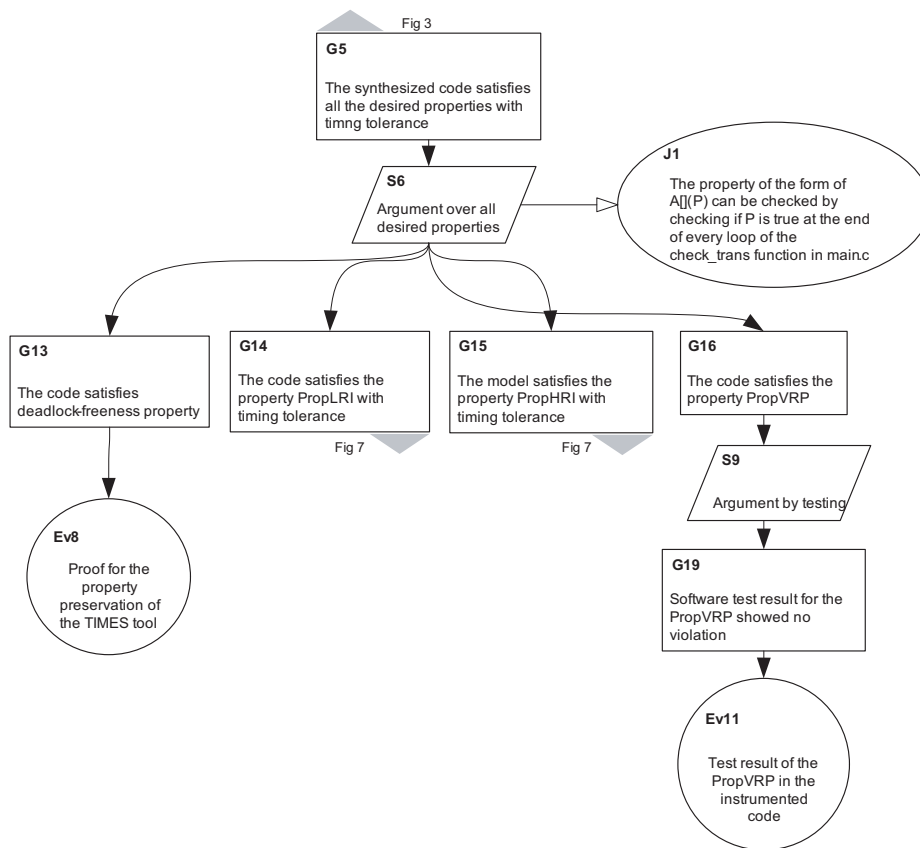 Fig 3
G5
The synthesized code satisfies
all the desired properties with
timng tolerance
S6
Argument over all
desired properties
J1
The property of the form of
A[](P) can be checked by
checking if P is true at the end
of every loop of the
check_trans function in main.c
G13
The code satisfies
deadlock-freeness property
G14
The code satisfies the
property PropLRI with
timing tolerance
Fig 7
G15
The model satisfies the
property PropHRI with
timing tolerance
Fig 7
G16
The code satisfies the
property PropVRP
S9
Argument by testing
Ev8
Proof for the
property
preservation of
the TIMES tool
G19
Software test result for the
PropVRP showed no
violation
Ev11
Test result of the
PropVRP in the
instrumented
code